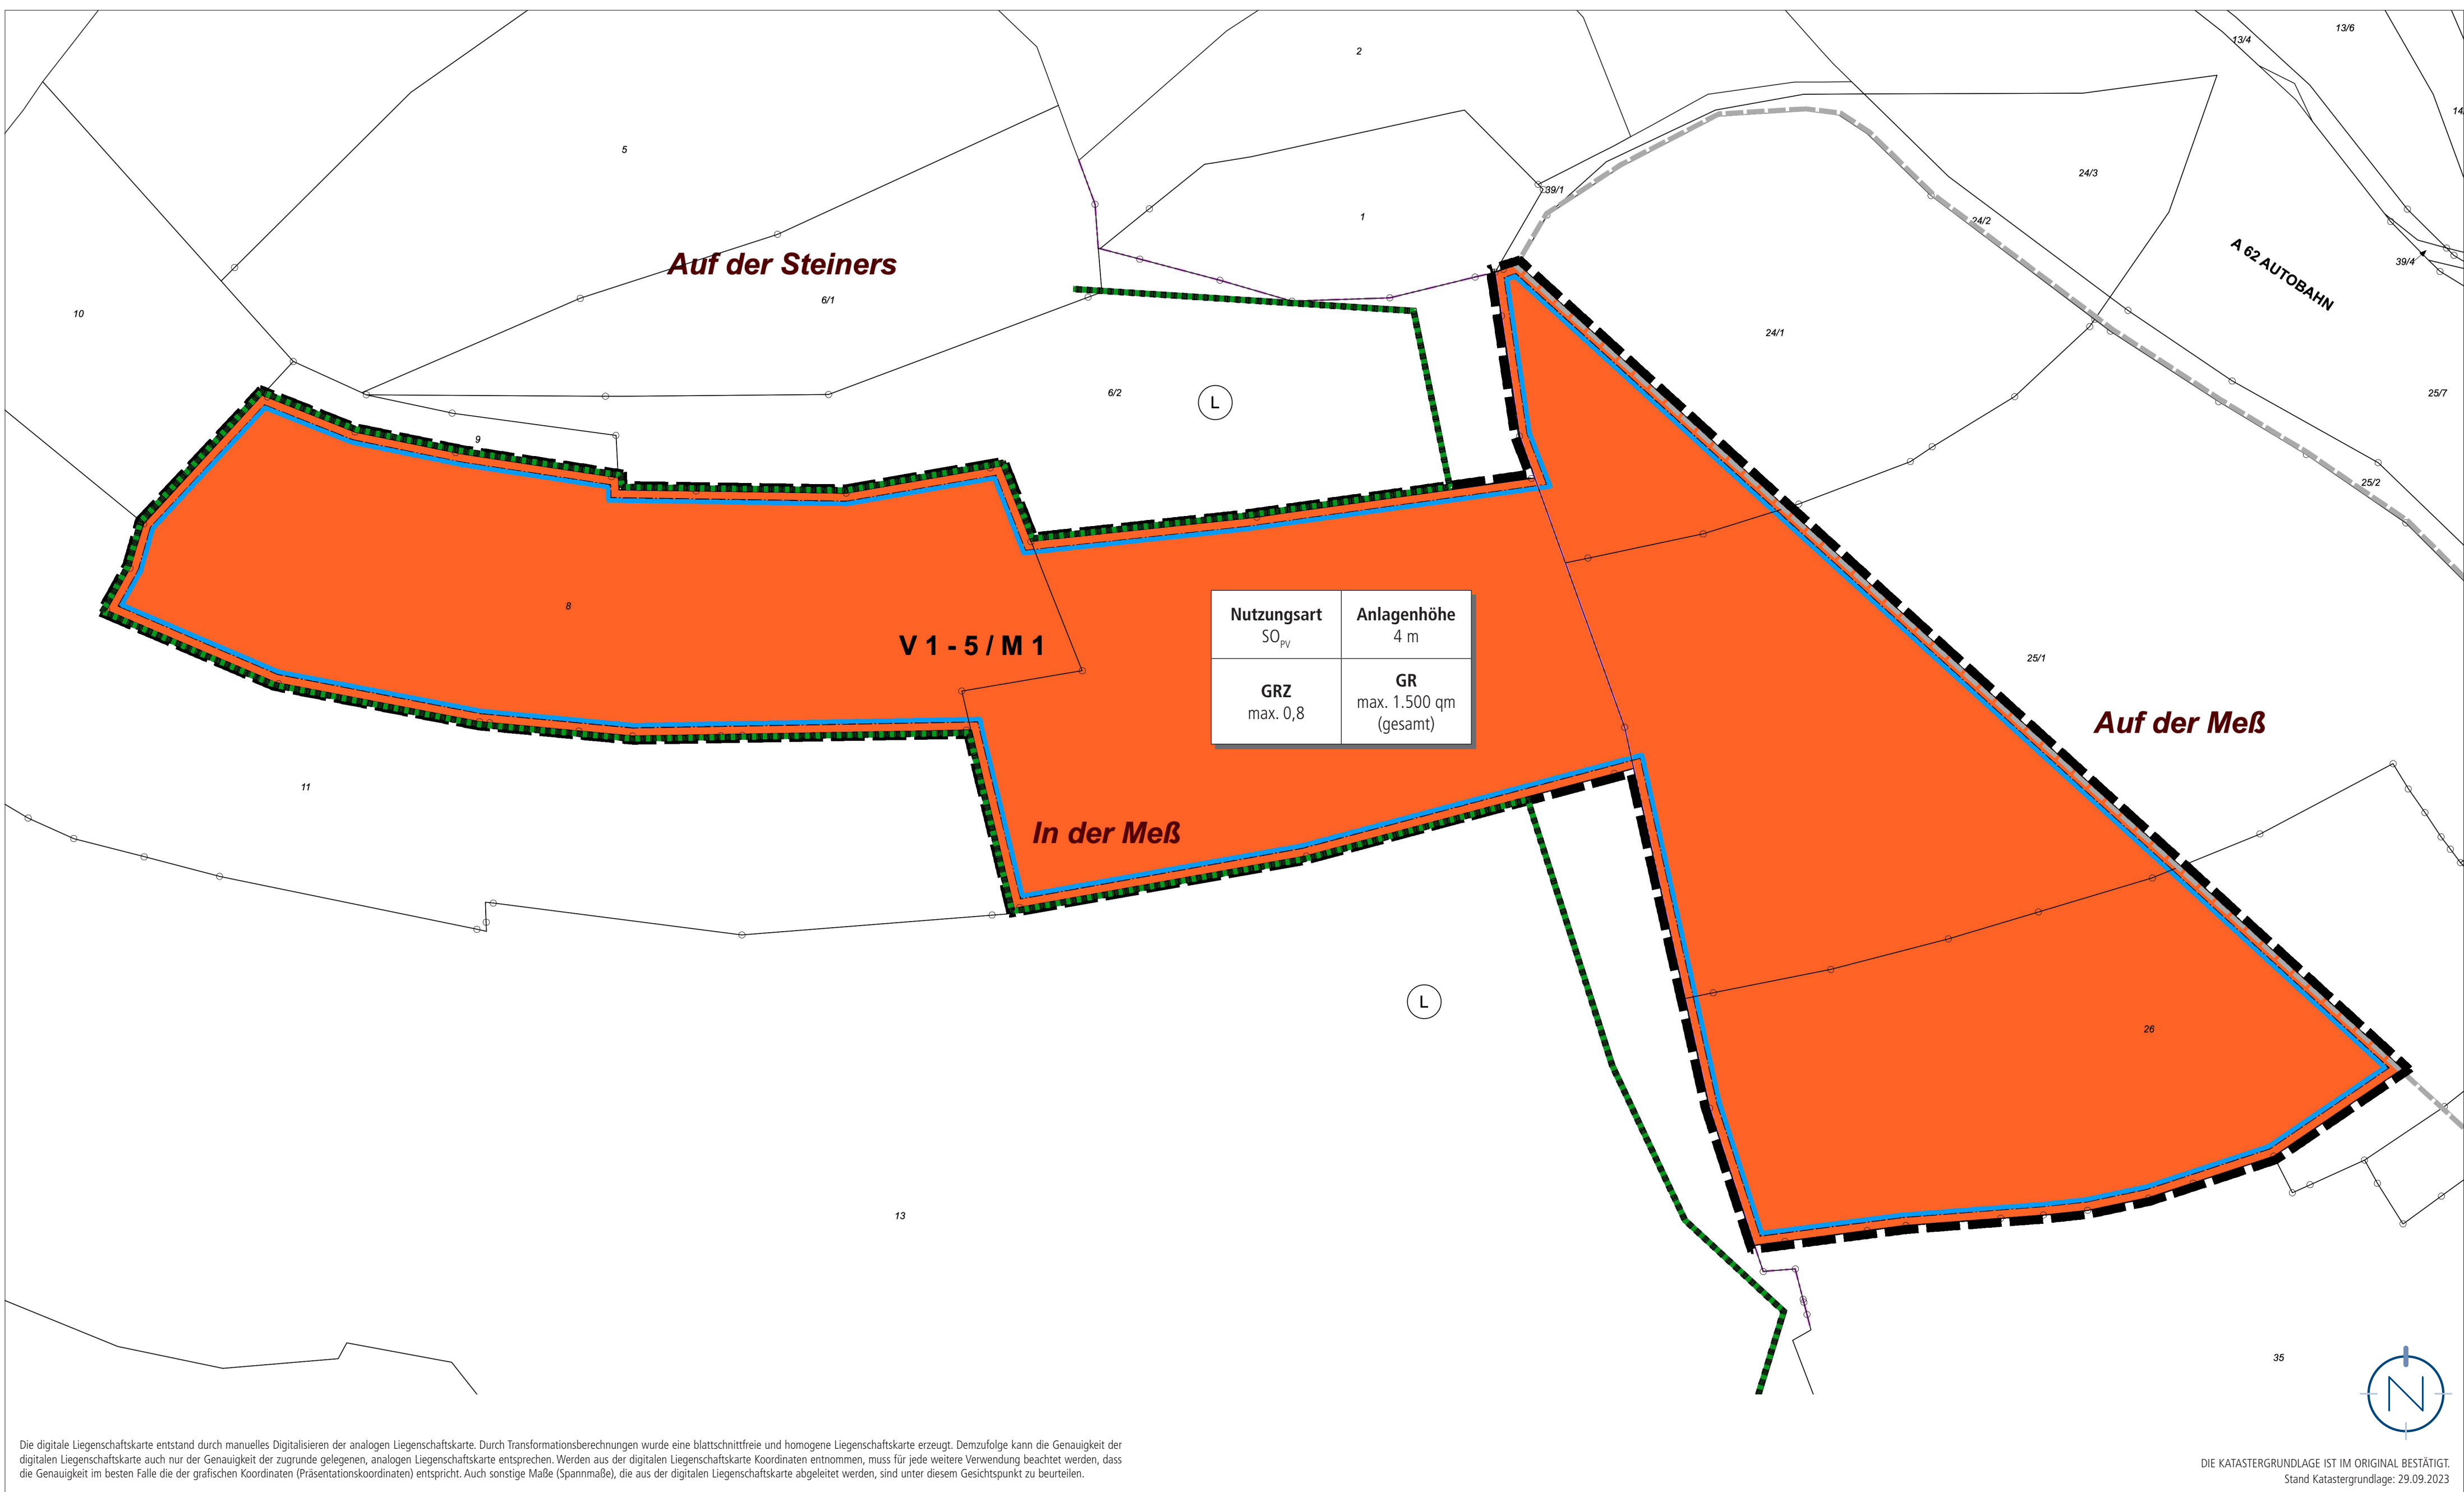 2
13/4
13/6
14
5
24/3
39/1
1
24/2
A 62 AUTOBAHN
39/4
Auf der Steiners
6/1
10
24/1
6/2
L
25/7
9
25/2
8
V 1 - 5 / M 1
Nutzungsart
SOPV
Anlagenhöhe
4 m
GRZ
max. 0,8
GR
max. 1.500 qm
(gesamt)
25/1
Auf der Meß
11
In der Meß
L
26
13
35
N
Die digitale Liegenschaftskarte entstand durch manuelles Digitalisieren der analogen Liegenschaftskarte. Durch Transformationsberechnungen wurde eine blattschnittfreie und homogene Liegenschaftskarte erzeugt. Demzufolge kann die Genauigkeit der
digitalen Liegenschaftskarte auch nur der Genauigkeit der zugrunde gelegenen, analogen Liegenschaftskarte entsprechen. Werden aus der digitalen Liegenschaftskarte Koordinaten entnommen, muss für jede weitere Verwendung beachtet werden, dass
die Genauigkeit im besten Falle die der grafischen Koordinaten (Präsentationskoordinaten) entspricht. Auch sonstige Maße (Spannmaße), die aus der digitalen Liegenschaftskarte abgeleitet werden, sind unter diesem Gesichtspunkt zu beurteilen.
DIE KATASTERGRUNDLAGE IST IM ORIGINAL BESTÄTIGT.
Stand Katastergrundlage: 29.09.2023